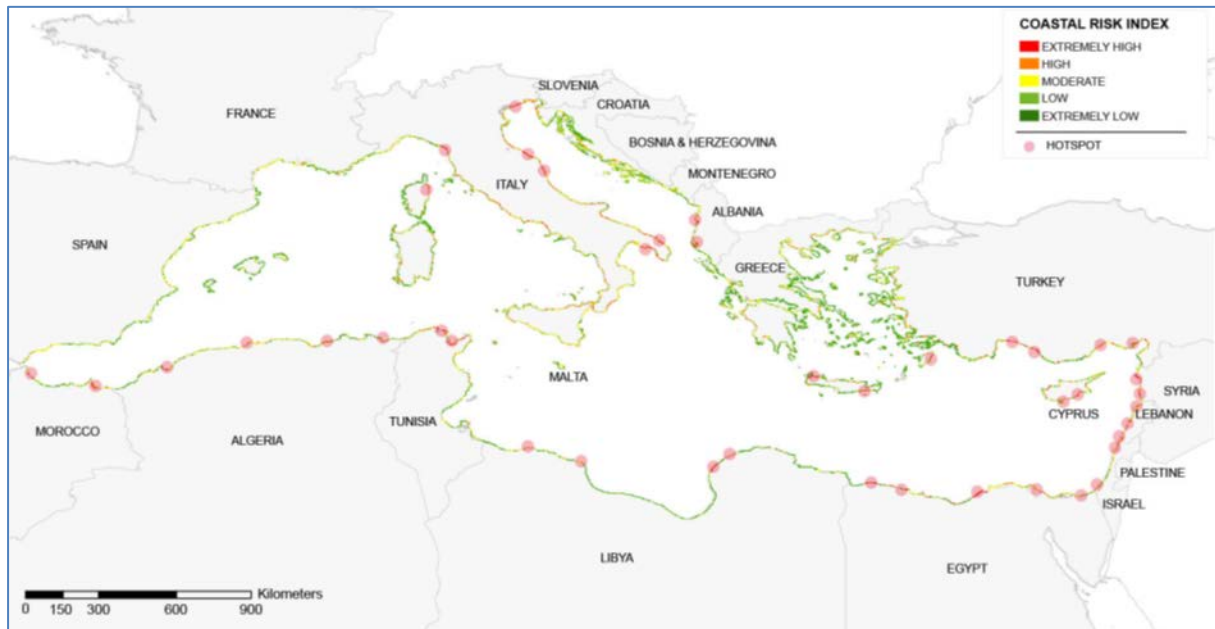 COASTAL RISK INDEX
EXTREMELY HIGH
HIGH
MODERATE
LOW
EXTREMELY LOW
HOTSPOT
SLOVENIA
CROATIA
FRANCE
BOSNIA & HERZEGOVINA
MONTENEGRO
ITALY
ALBANIA
SPAIN
GREECE
TURKEY
MALTA
SYRIA
CYPRUS
LEBANON
TUNISIA
MOROCCO
ALGERIA
PALESTINE
ISRAEL
LIBYA
EGYPT
Kilometers
0 150 300 600 900